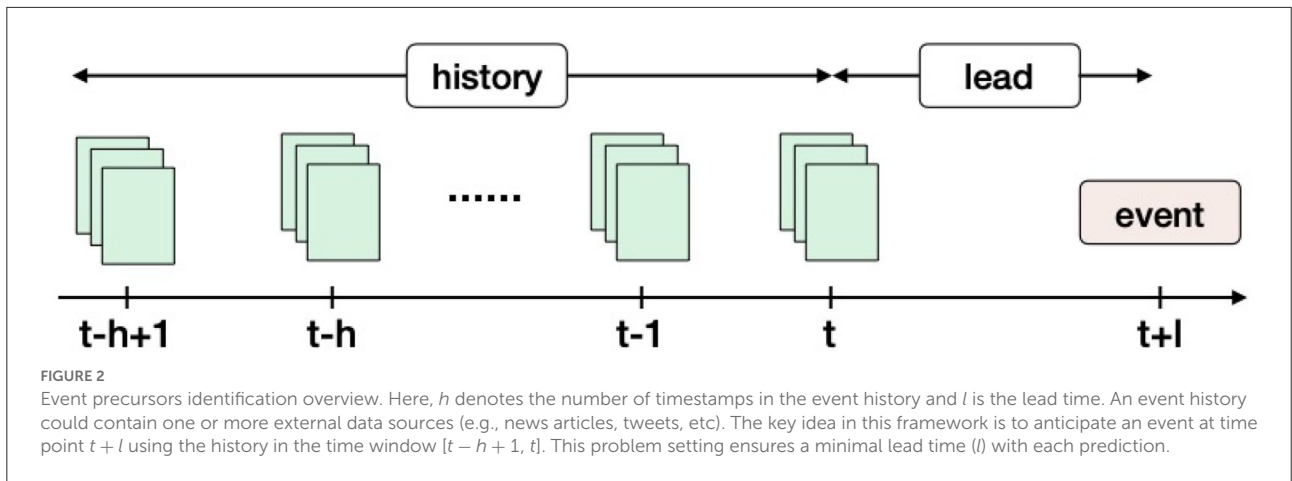 history lead
......
event
t-h+1 t-h t-1 t t+l
FIGURE 2
Event precursors identification overview. Here, h denotes the number of timestamps in the event history and l is the lead time. An event history
could contain one or more external data sources (e.g., news articles, tweets, etc). The key idea in this framework is to anticipate an event at time
point t + l using the history in the time window [t − h + 1, t]. This problem setting ensures a minimal lead time (l) with each prediction.